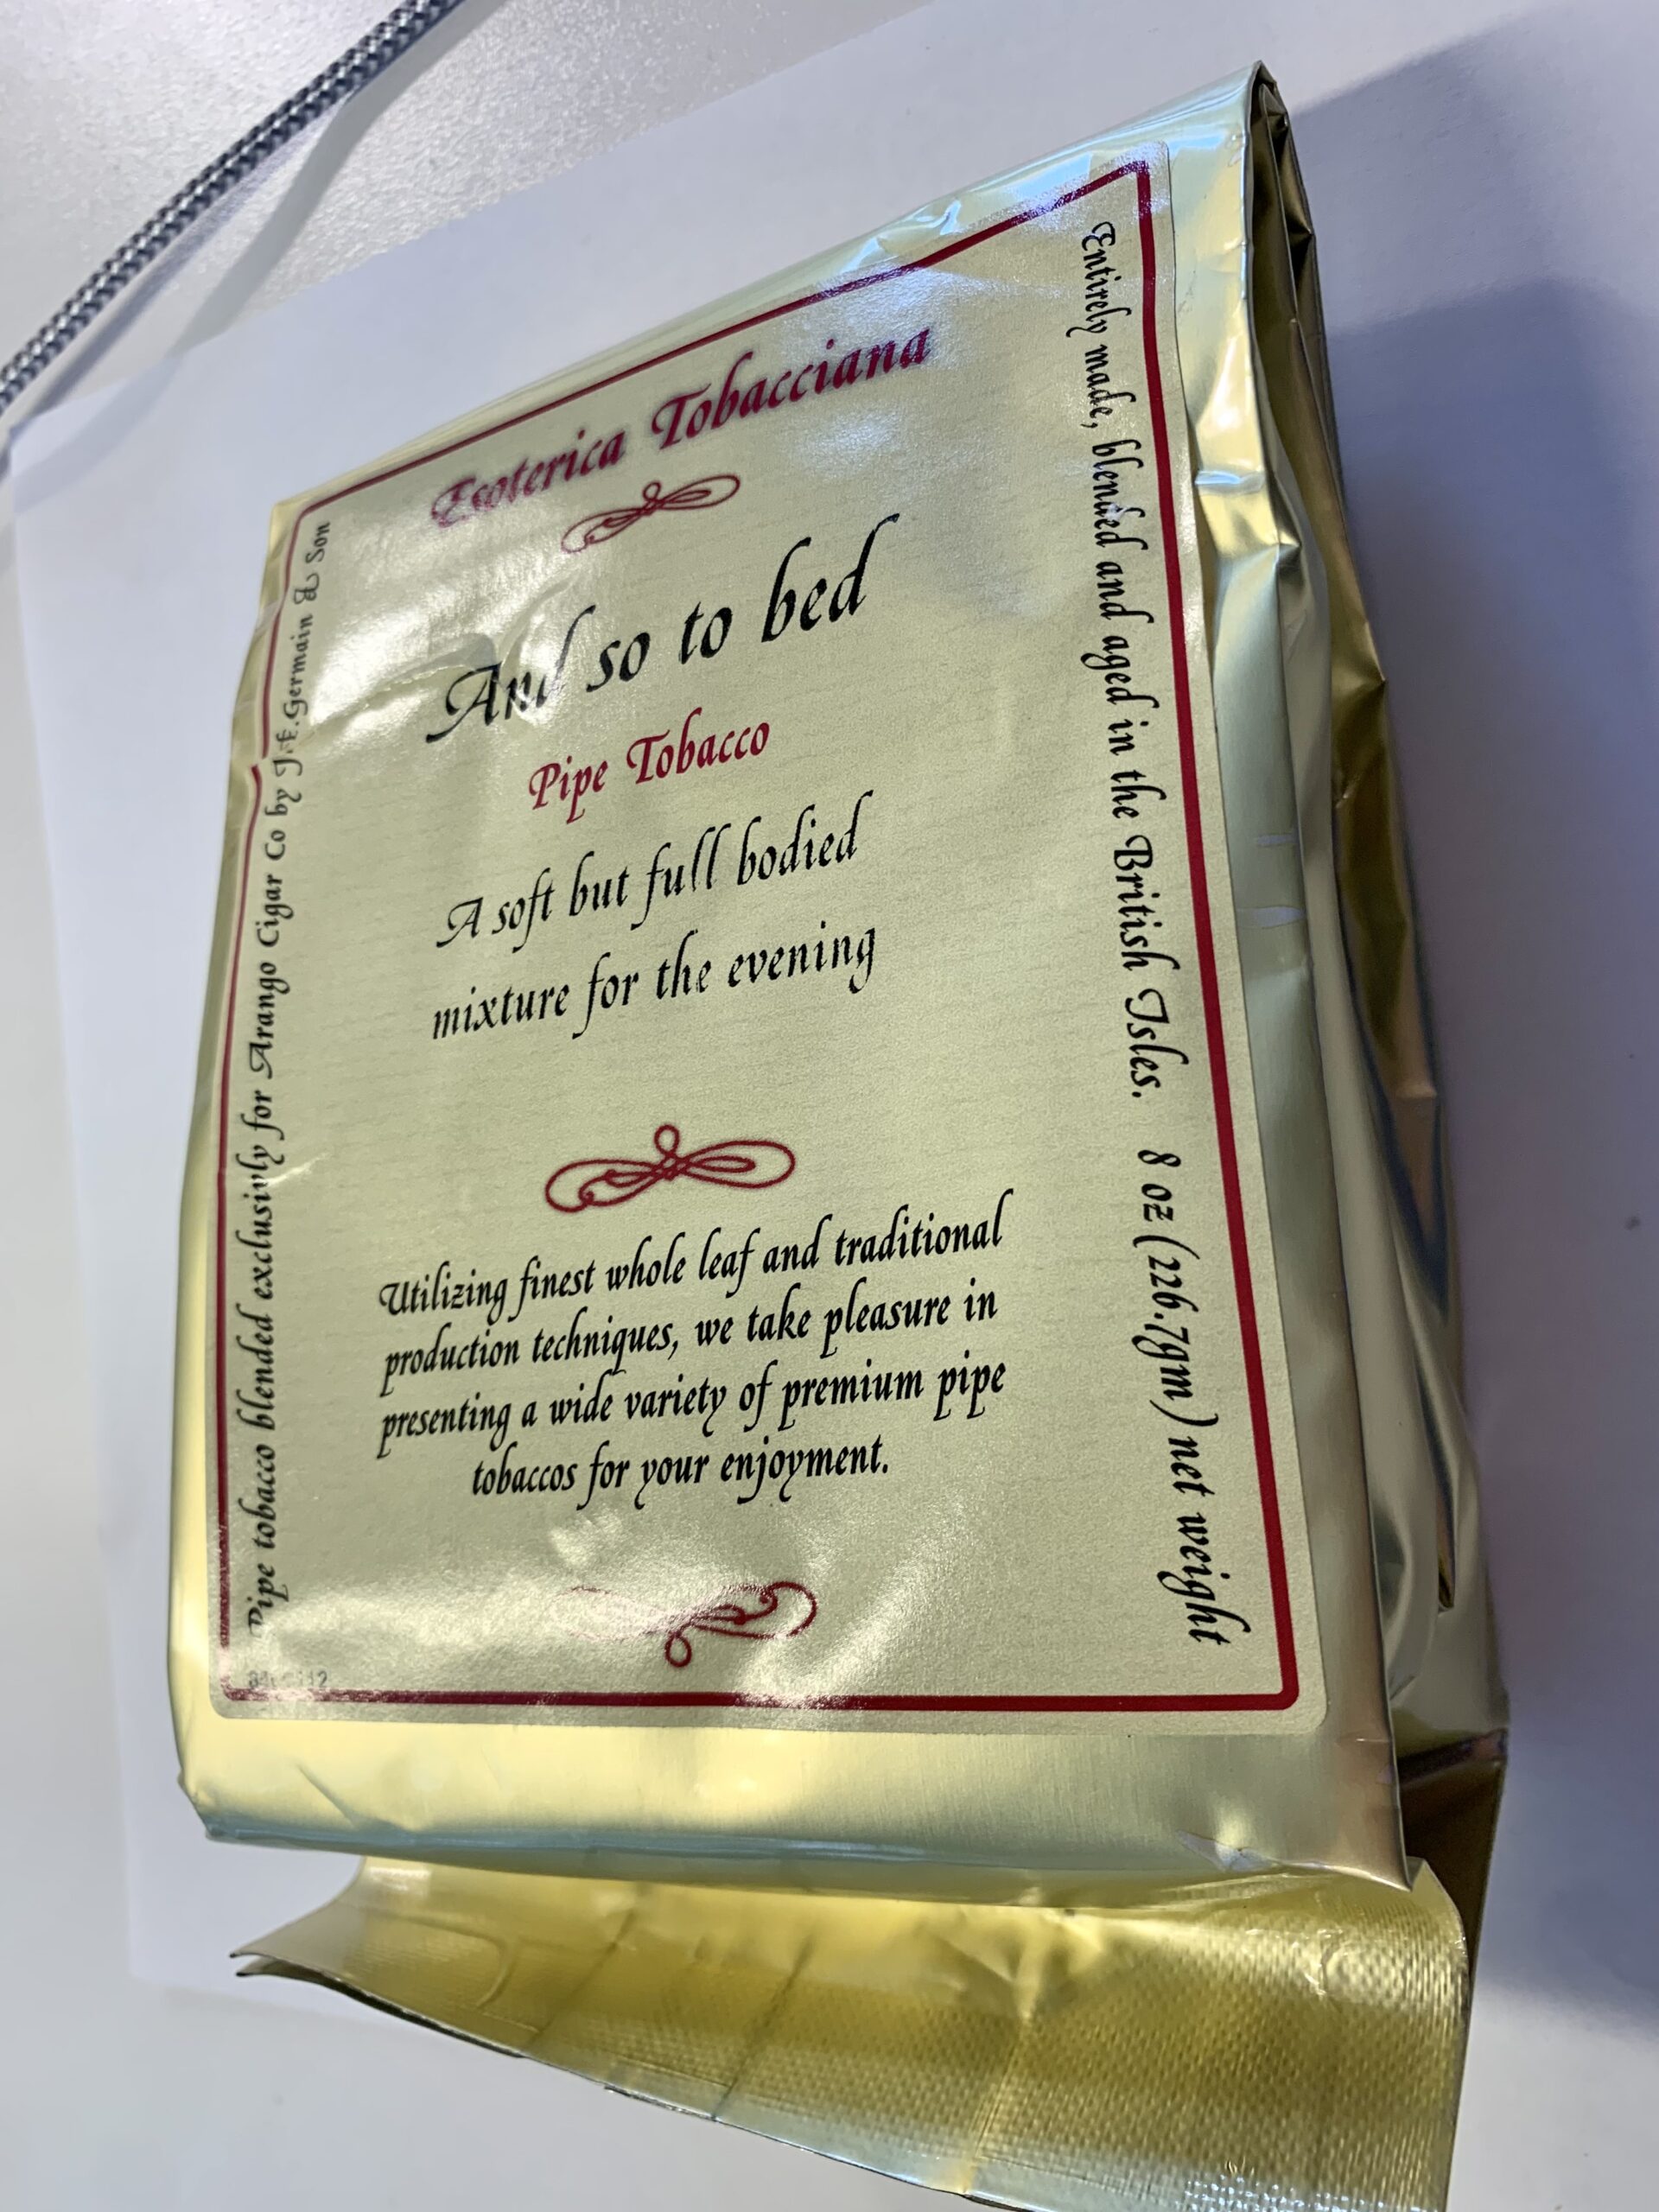 Esoterica Tobacciana
And so to bed
Pipe Tobacco
A soft but full bodied
mixture for the evening
Utilizing finest whole leaf and traditional
production techniques, we take pleasure in
presenting a wide variety of premium pipe
tobaccos for your enjoyment.
Pipe tobacco blended exclusivly for Arango Cigar Co by J.E.Germain & Son
Entirely made, blended and aged in the British Isles. 8 oz (226.7gm) net weight